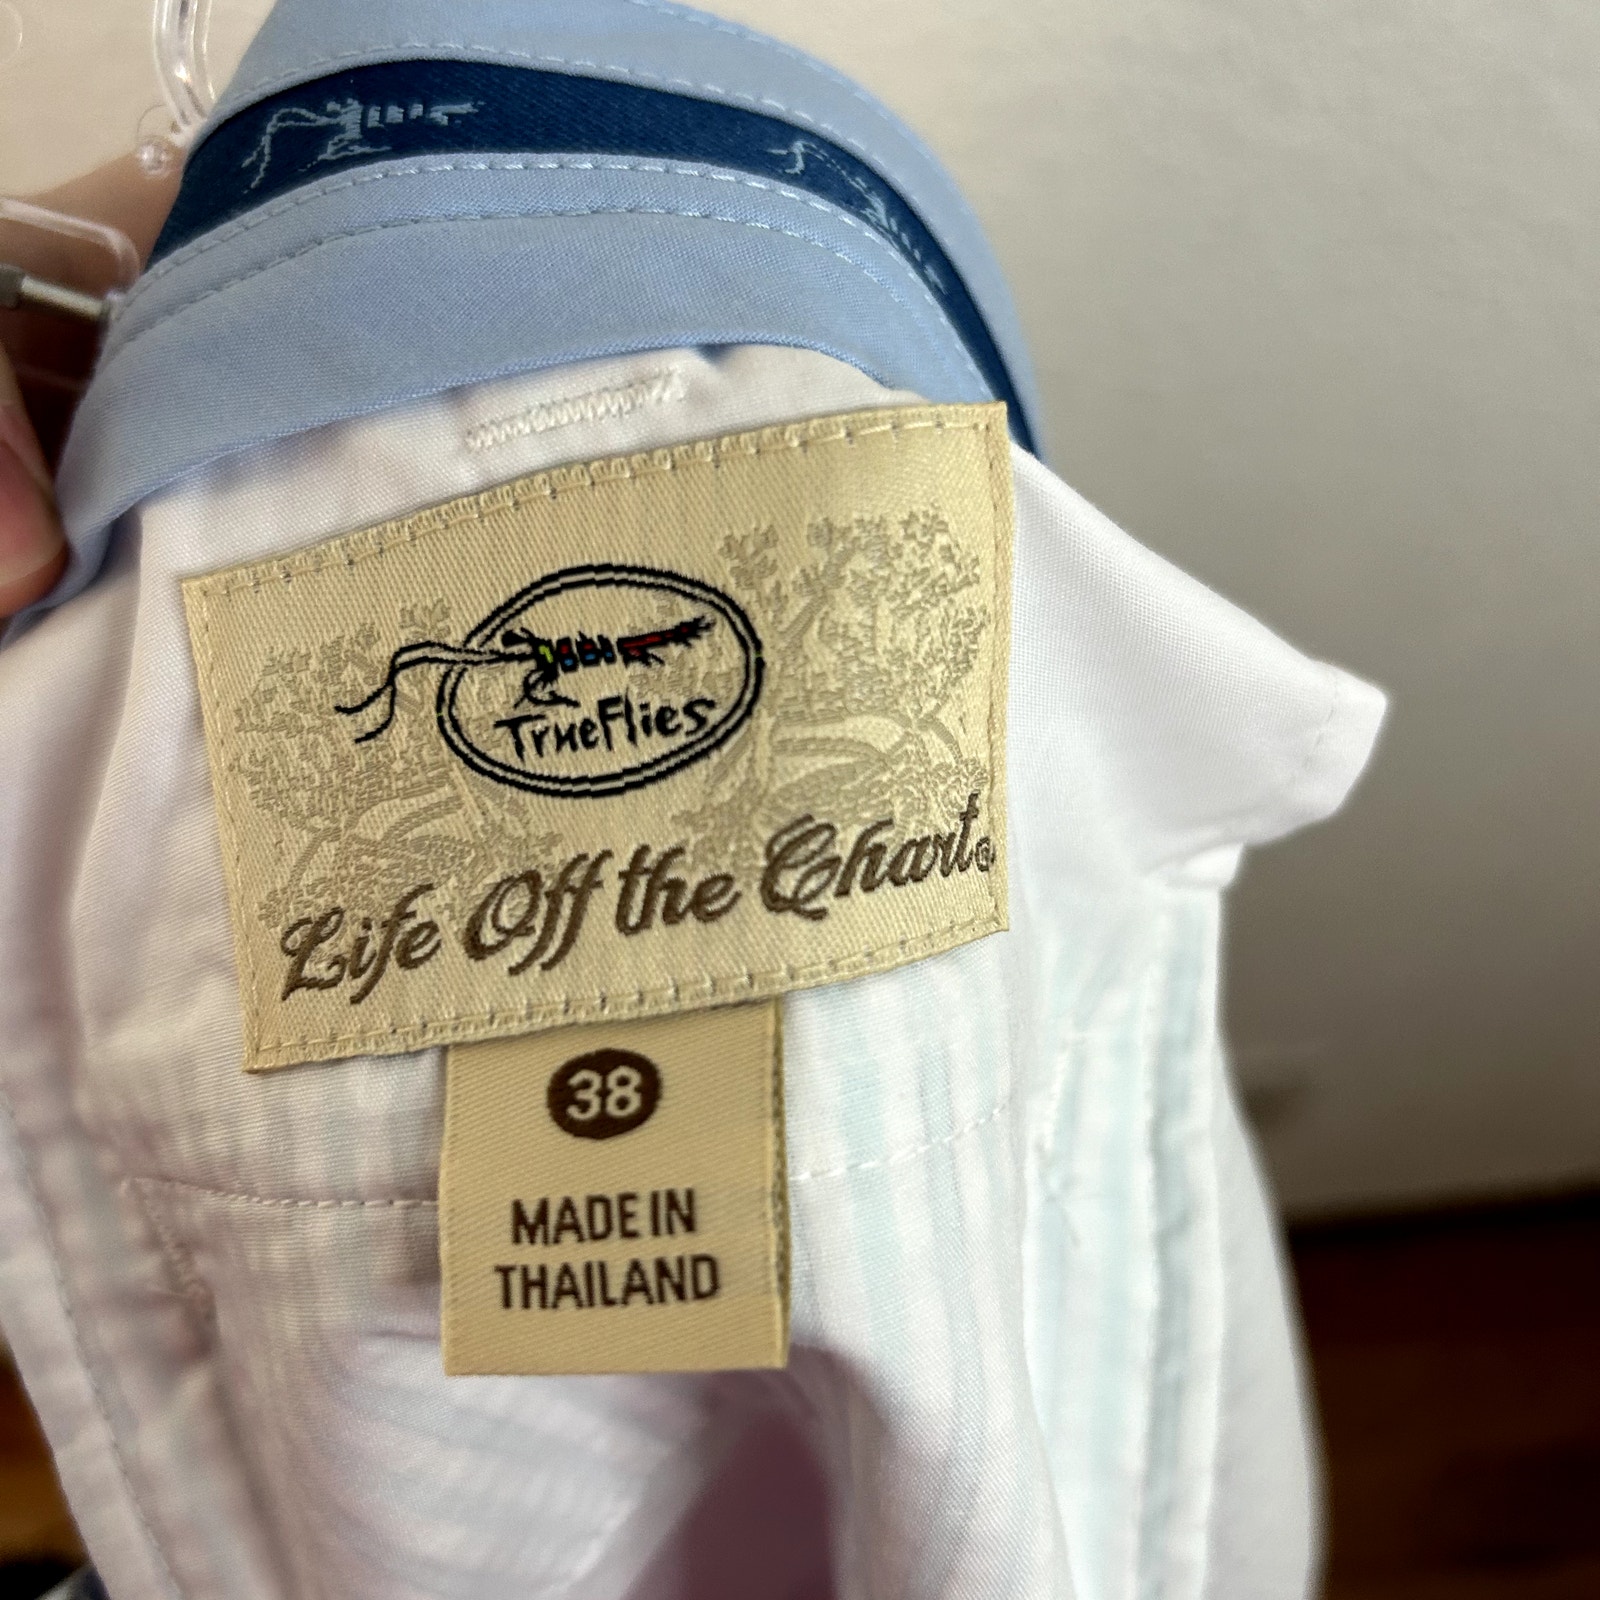 TrueFlies
Life Off the Chart®
38
MADE IN
THAILAND